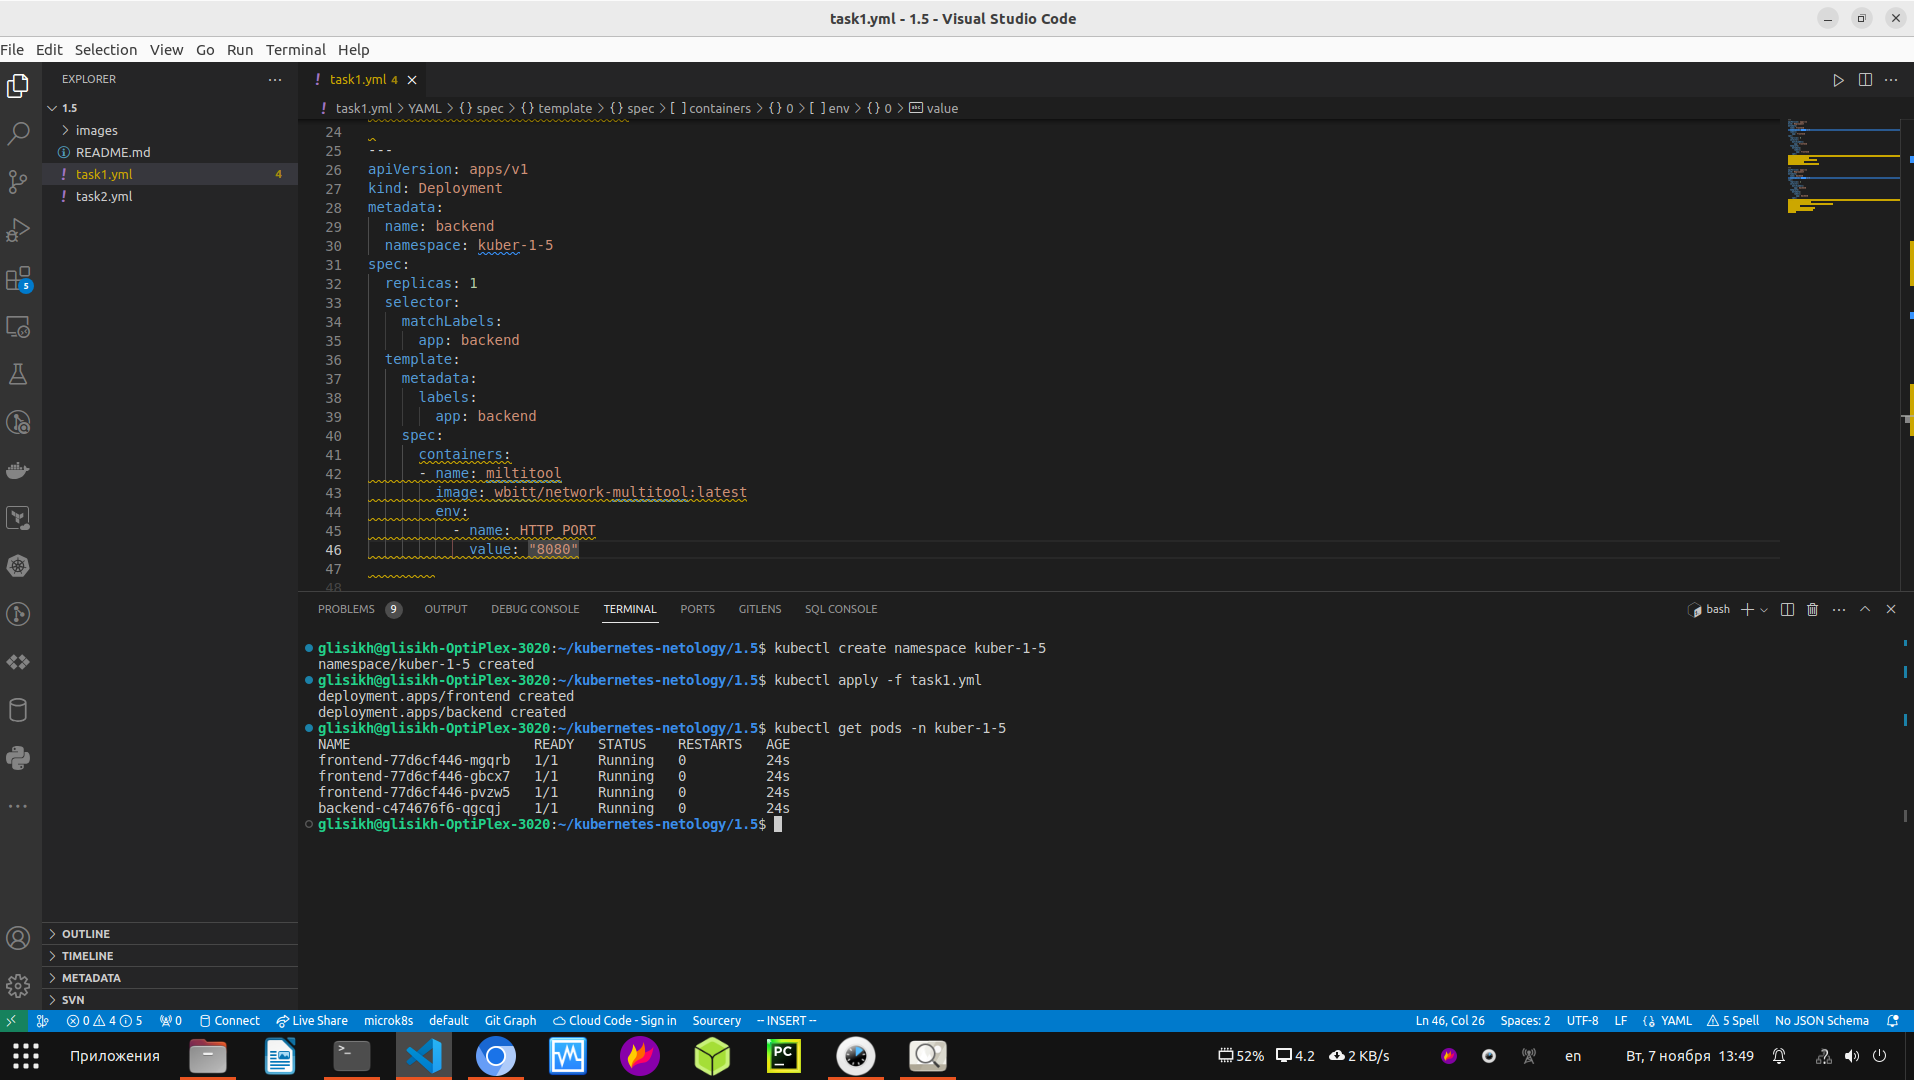 task1.yml - 1.5 - Visual Studio Code
File Edit Selection View Go Run Terminal Help
EXPLORER
1.5
images
README.md
task1.yml 4
task2.yml
OUTLINE
TIMELINE
METADATA
SVN
5
task1.yml 4
task1.yml > YAML > {} spec > {} template > {} spec > [ ] containers > {} 0 > [ ] env > {} 0 > abc value
24
25 ---
26 apiVersion: apps/v1
27 kind: Deployment
28 metadata:
29 name: backend
30 namespace: kuber-1-5
31 spec:
32 replicas: 1
33 selector:
34 matchLabels:
35 app: backend
36 template:
37 metadata:
38 labels:
39 app: backend
40 spec:
41 containers:
42 - name: miltitool
43 image: wbitt/network-multitool:latest
44 env:
45 - name: HTTP_PORT
46 value: "8080"
47
48
PROBLEMS 9 OUTPUT DEBUG CONSOLE TERMINAL PORTS GITLENS SQL CONSOLE
bash
glisikh@glisikh-OptiPlex-3020:~/kubernetes-netology/1.5$ kubectl create namespace kuber-1-5
namespace/kuber-1-5 created
glisikh@glisikh-OptiPlex-3020:~/kubernetes-netology/1.5$ kubectl apply -f task1.yml
deployment.apps/frontend created
deployment.apps/backend created
glisikh@glisikh-OptiPlex-3020:~/kubernetes-netology/1.5$ kubectl get pods -n kuber-1-5
NAME READY STATUS RESTARTS AGE
frontend-77d6cf446-mgqrb 1/1 Running 0 24s
frontend-77d6cf446-gbcx7 1/1 Running 0 24s
frontend-77d6cf446-pvzw5 1/1 Running 0 24s
backend-c474676f6-qgcqj 1/1 Running 0 24s
glisikh@glisikh-OptiPlex-3020:~/kubernetes-netology/1.5$
0 4 5 0 Connect Live Share microk8s default Git Graph Cloud Code - Sign in Sourcery -- INSERT --
Ln 46, Col 26 Spaces: 2 UTF-8 LF YAML 5 Spell No JSON Schema
Приложения
PC
52% 4.2 2 KB/s en Вт, 7 ноября 13:49